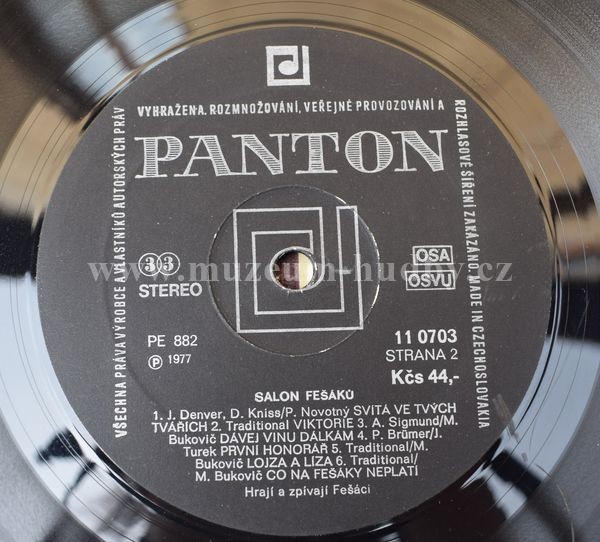 VŠECHNA PRÁVA VÝROBCE A VLASTNÍKŮ AUTORSKÝCH PRÁV
VYHRAŽENA. ROZMNOŽOVÁNÍ, VEŘEJNÉ PROVOZOVÁNÍ A
ROZHLASOVÉ ŠÍŘENÍ ZAKÁZÁNO. MADE IN CZECHOSLOVAKIA
PANTON
www.muzeum-hudby.cz
33
STEREO
OSA
OSVU
PE 882
℗ 1977
11 0703
STRANA 2
Kčs 44,-
SALON FEŠÁKŮ
1. J. Denver, D. Kniss/P. Novotný SVÍTÁ VE TVÝCH
TVÁŘÍCH 2. Traditional VIKTORIE 3. A. Sigmund/M.
Bukovič DÁVEJ VINU DÁLKÁM 4. P. Brümer/J.
Turek PRVNÍ HONORÁŘ 5. Traditional/M.
Bukovič LOJZA A LÍZA 6. Traditional/
M. Bukovič CO NA FEŠÁKY NEPLATÍ
Hrají a zpívají Fešáci